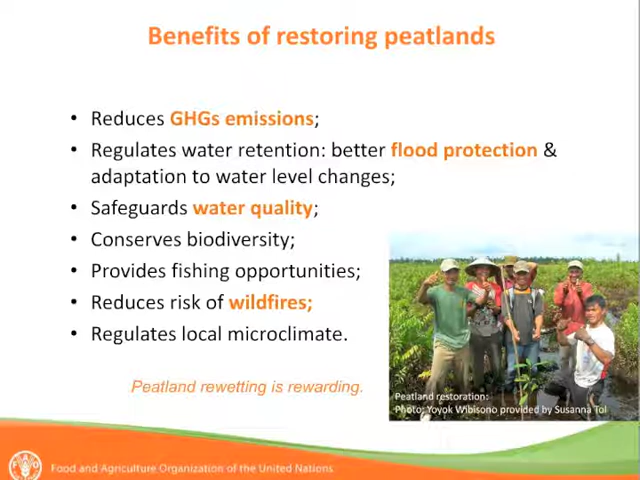 Benefits of restoring peatlands
• Reduces GHGs emissions;
• Regulates water retention: better flood protection &
adaptation to water level changes;
• Safeguards water quality;
• Conserves biodiversity;
• Provides fishing opportunities;
• Reduces risk of wildfires;
• Regulates local microclimate.
Peatland rewetting is rewarding.
Peatland restoration:
Photo: Yoyok Wibisono provided by Susanna Tol
Food and Agriculture Organization of the United Nations